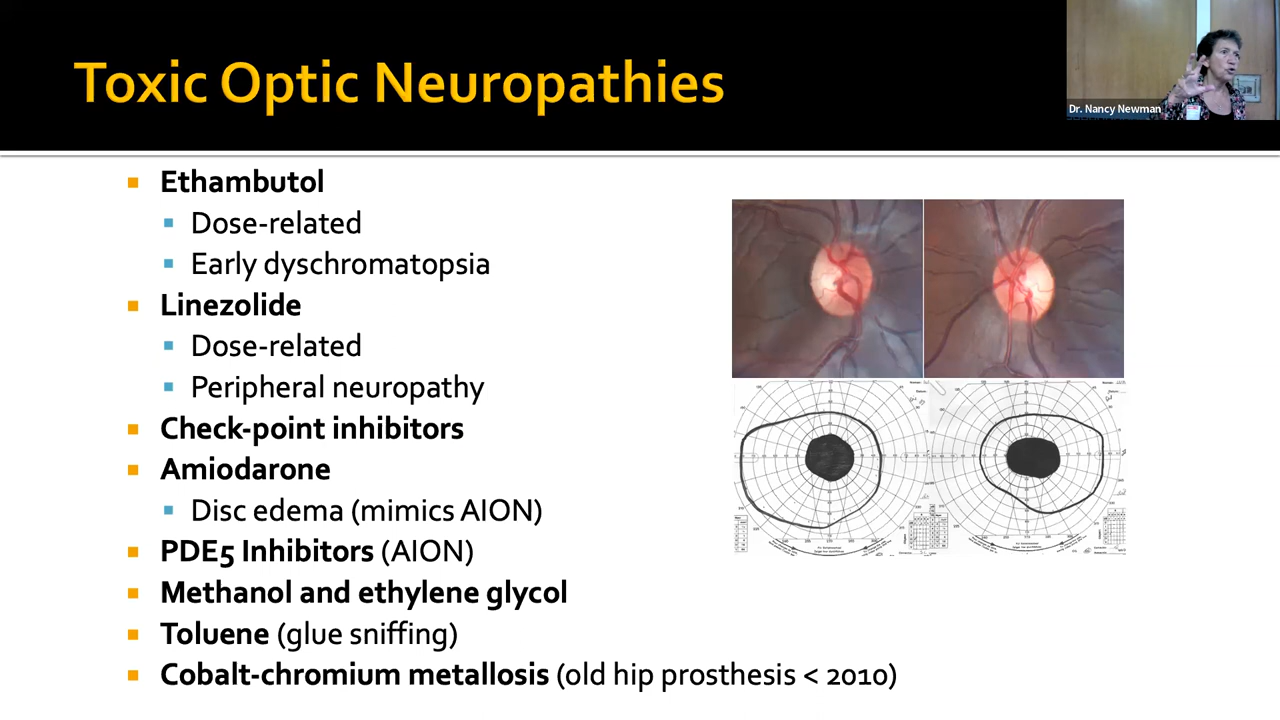 Toxic Optic Neuropathies
Dr. Nancy Newman
Ethambutol
Dose-related
Early dyschromatopsia
Linezolide
Dose-related
Peripheral neuropathy
Check-point inhibitors
Amiodarone
Disc edema (mimics AION)
PDE5 Inhibitors (AION)
Methanol and ethylene glycol
Toluene (glue sniffing)
Cobalt-chromium metallosis (old hip prosthesis < 2010)